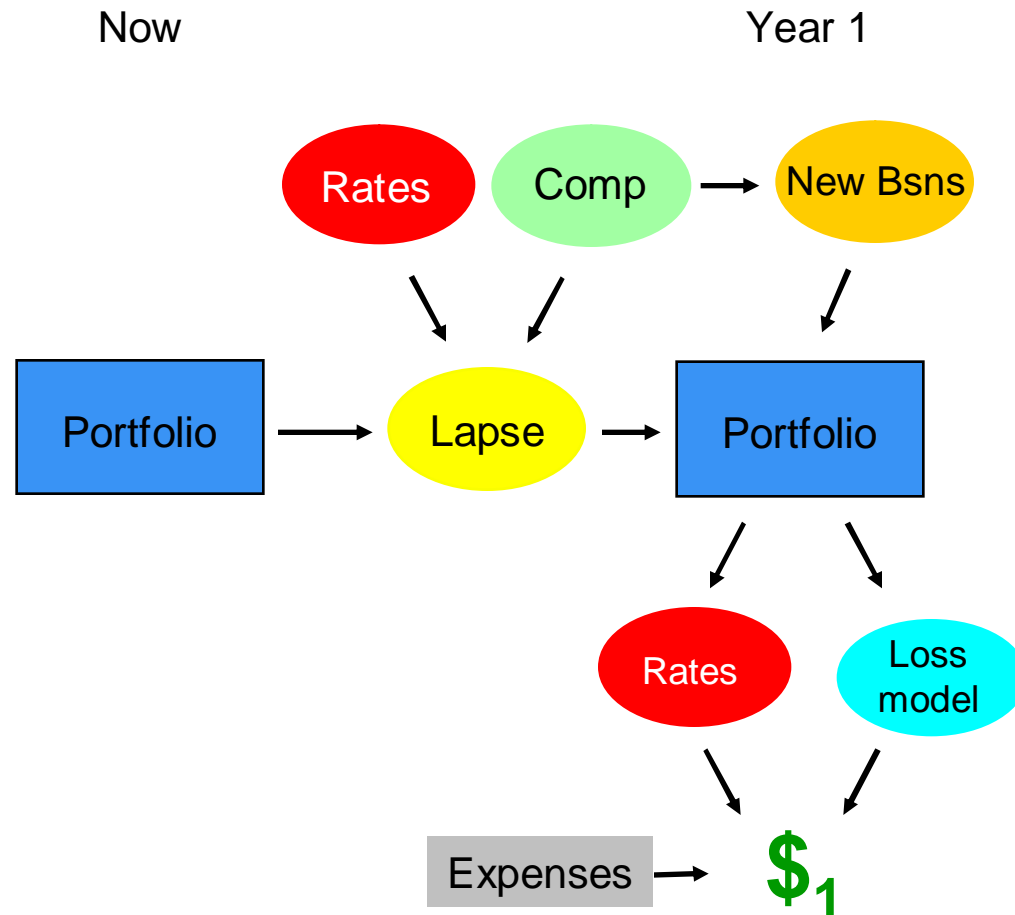 Now
Year 1
Rates
Comp
New Bsns
Portfolio
Lapse
Portfolio
Rates
Loss
model
Expenses
$1